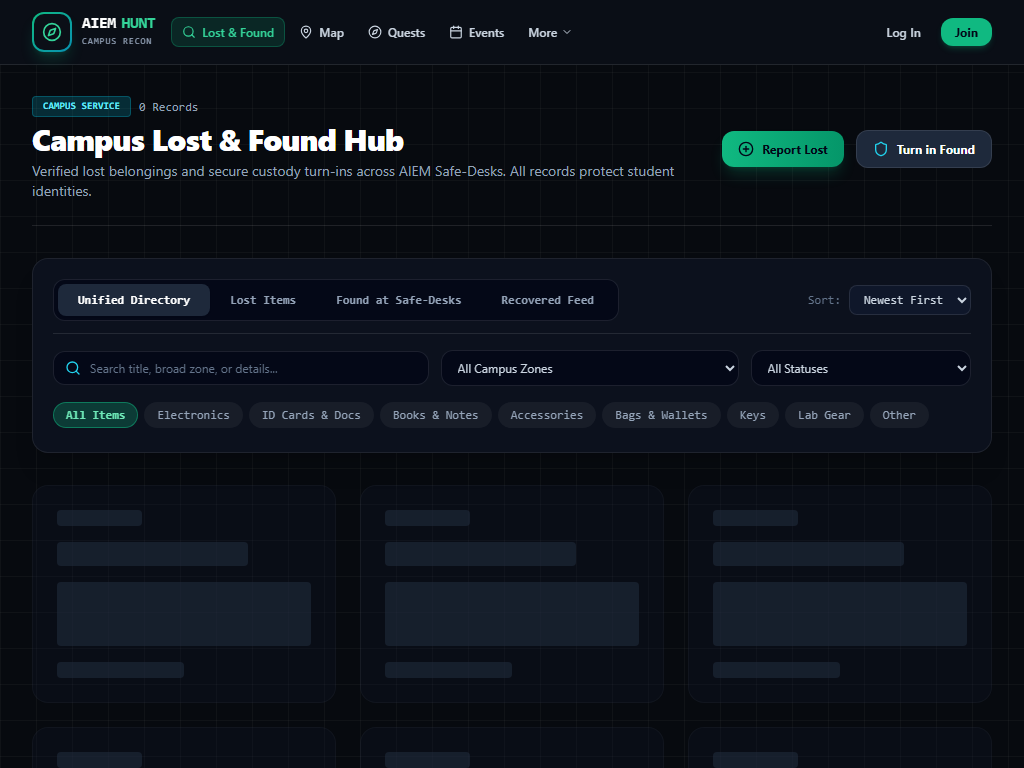 AIEM HUNT
CAMPUS RECON
Lost & Found
Map
Quests
Events
More
Log In
Join
CAMPUS SERVICE
0 Records
Campus Lost & Found Hub
Verified lost belongings and secure custody turn-ins across AIEM Safe-Desks. All records protect student
identities.
Report Lost
Turn in Found
Unified Directory
Lost Items
Found at Safe-Desks
Recovered Feed
Sort:
Newest First
Search title, broad zone, or details...
All Campus Zones
All Statuses
All Items
Electronics
ID Cards & Docs
Books & Notes
Accessories
Bags & Wallets
Keys
Lab Gear
Other